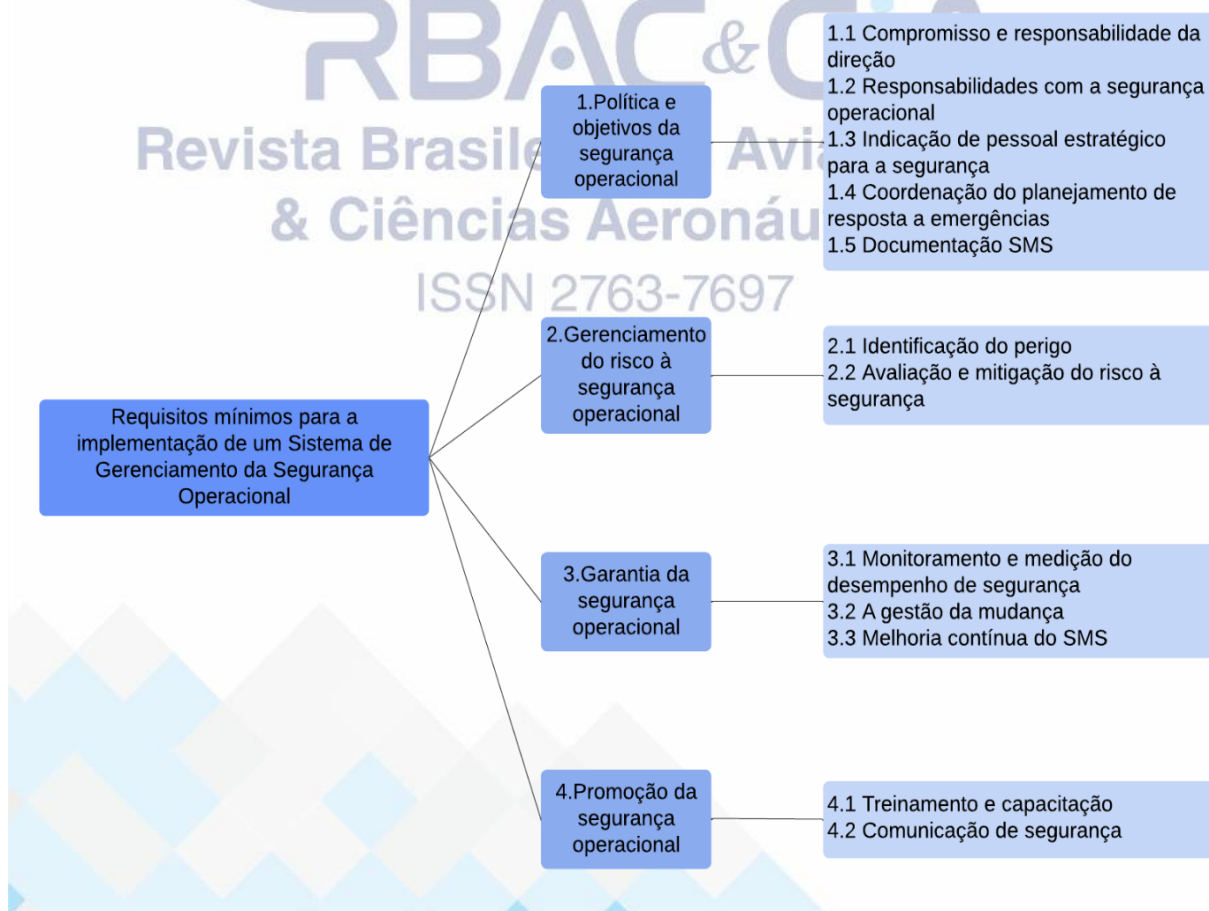 RBAC&C
Revista Brasile Avia
& Ciências Aeronáu
ISSN 2763-7697
Requisitos mínimos para a
implementação de um Sistema de
Gerenciamento da Segurança
Operacional
1.Política e
objetivos da
segurança
operacional
1.1 Compromisso e responsabilidade da
direção
1.2 Responsabilidades com a segurança
operacional
1.3 Indicação de pessoal estratégico
para a segurança
1.4 Coordenação do planejamento de
resposta a emergências
1.5 Documentação SMS
2.Gerenciamento
do risco à
segurança
operacional
2.1 Identificação do perigo
2.2 Avaliação e mitigação do risco à
segurança
3.Garantia da
segurança
operacional
3.1 Monitoramento e medição do
desempenho de segurança
3.2 A gestão da mudança
3.3 Melhoria contínua do SMS
4.Promoção da
segurança
operacional
4.1 Treinamento e capacitação
4.2 Comunicação de segurança